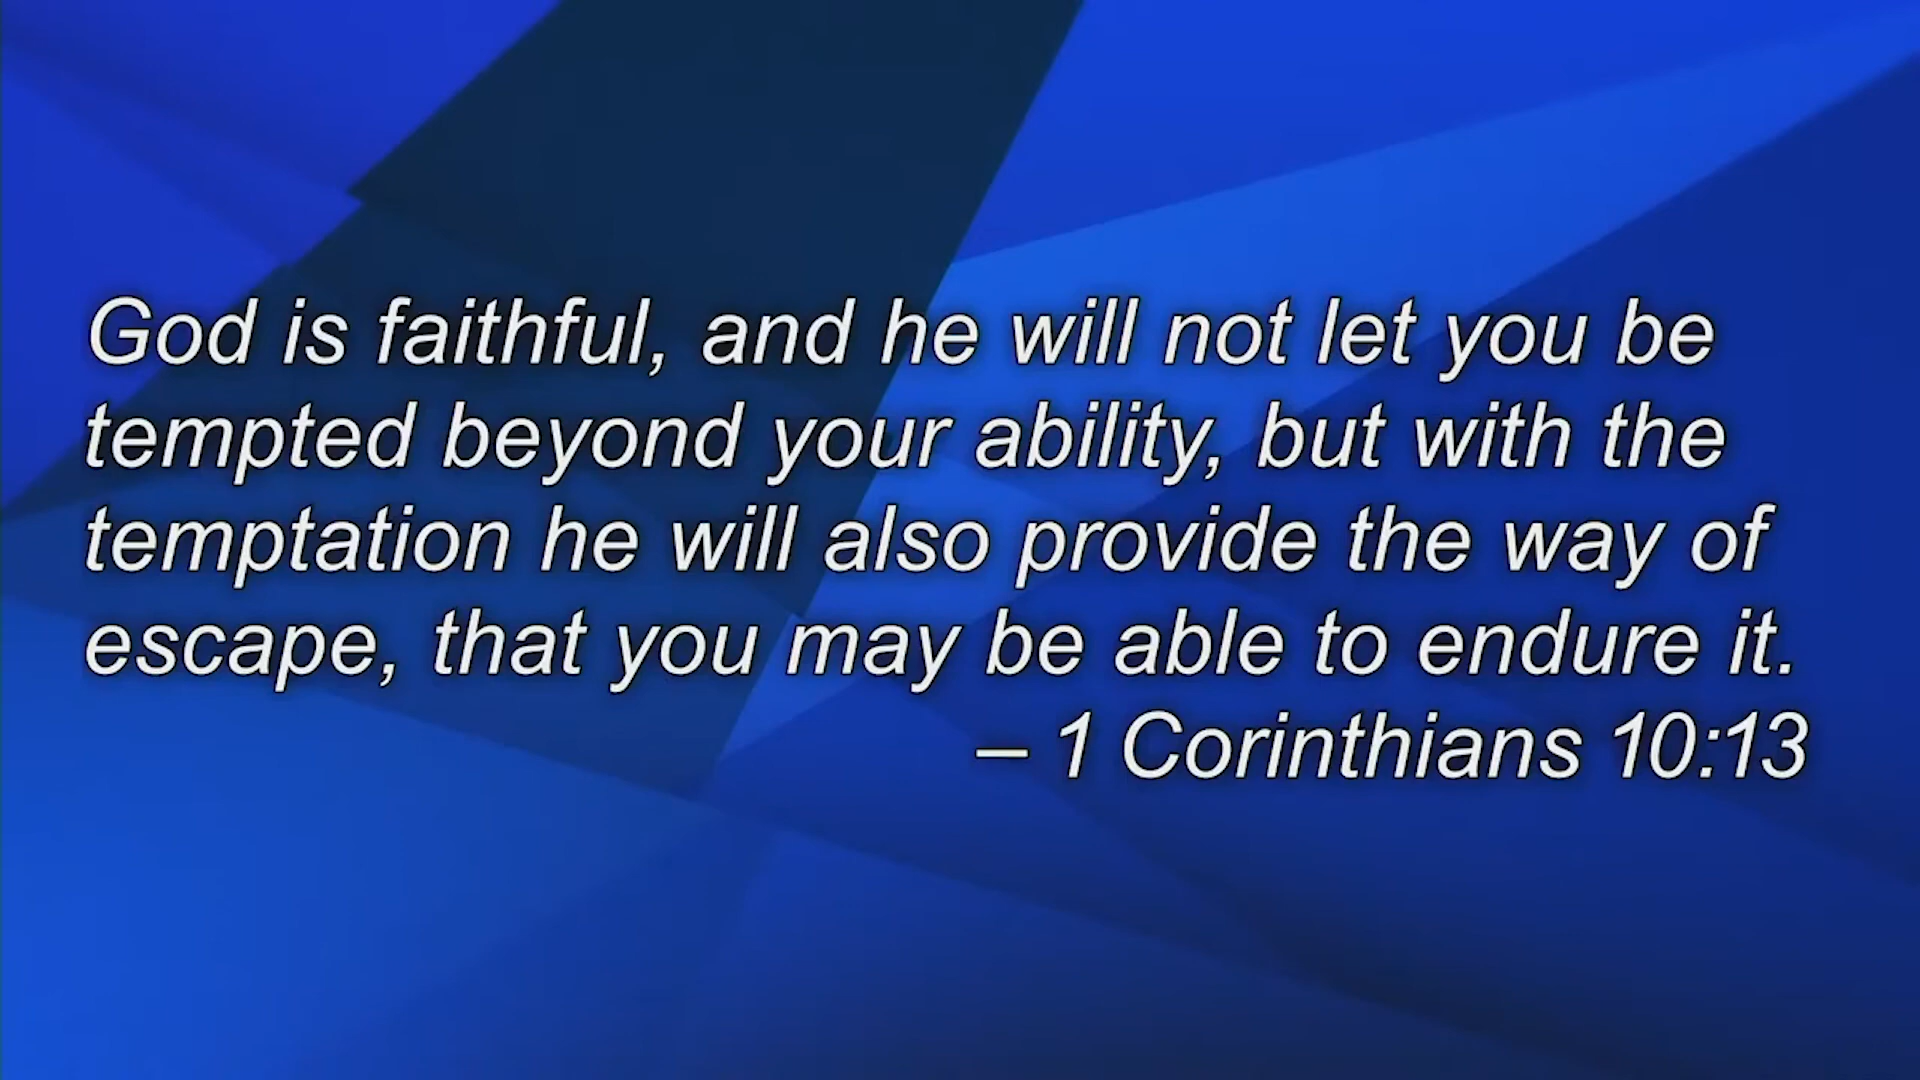 God is faithful, and he will not let you be
tempted beyond your ability, but with the
temptation he will also provide the way of
escape, that you may be able to endure it.
– 1 Corinthians 10:13